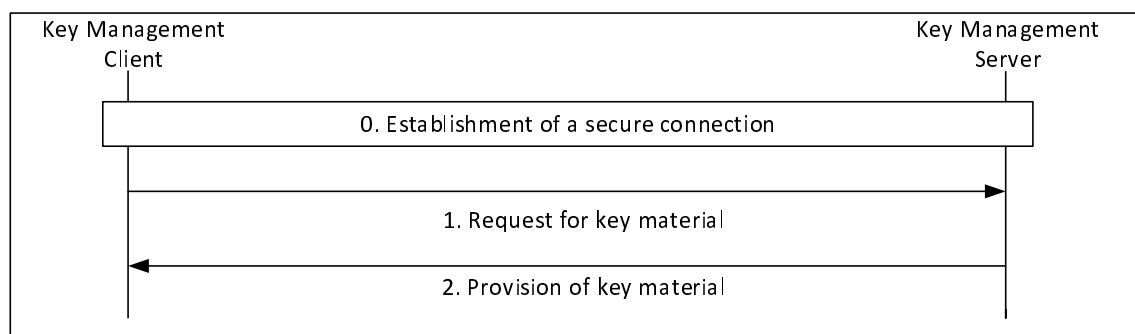 Key Management
Client
Key Management
Server
0. Establishment of a secure connection
1. Request for key material
2. Provision of key material